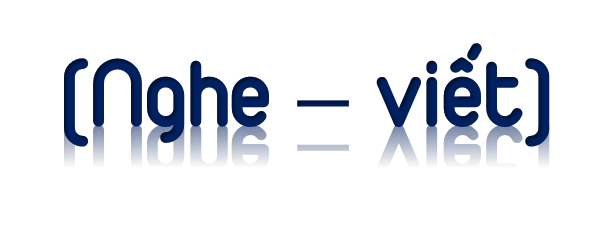 (Nghe – viết)